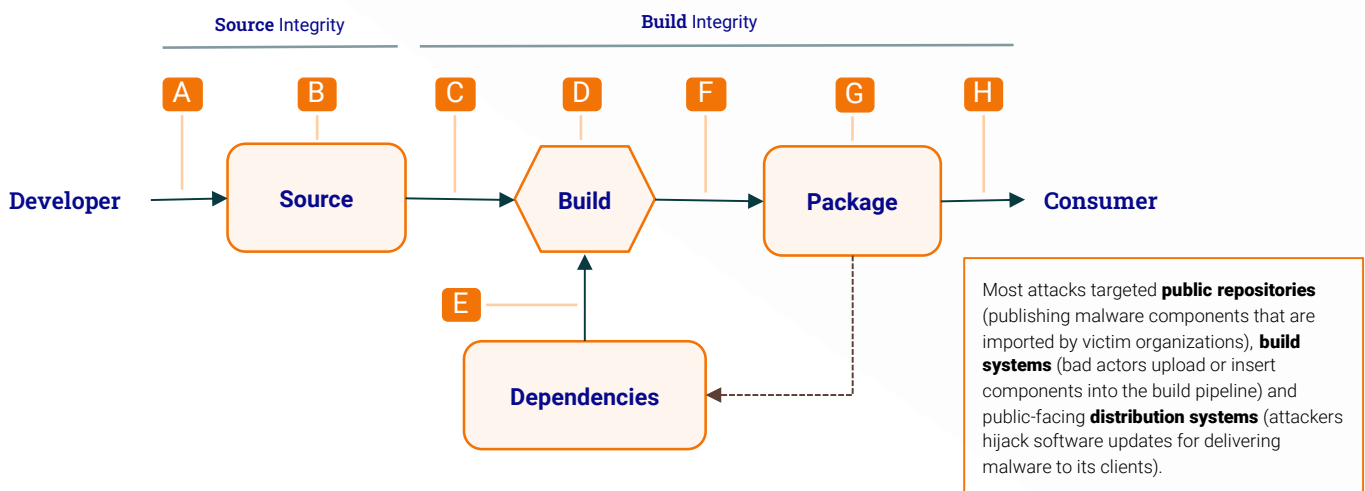 Source Integrity
Build Integrity
A
B
C
D
F
G
H
Developer
Source
Build
Package
Consumer
E
Dependencies
Most attacks targeted public repositories
(publishing malware components that are
imported by victim organizations), build
systems (bad actors upload or insert
components into the build pipeline) and
public-facing distribution systems (attackers
hijack software updates for delivering
malware to its clients).